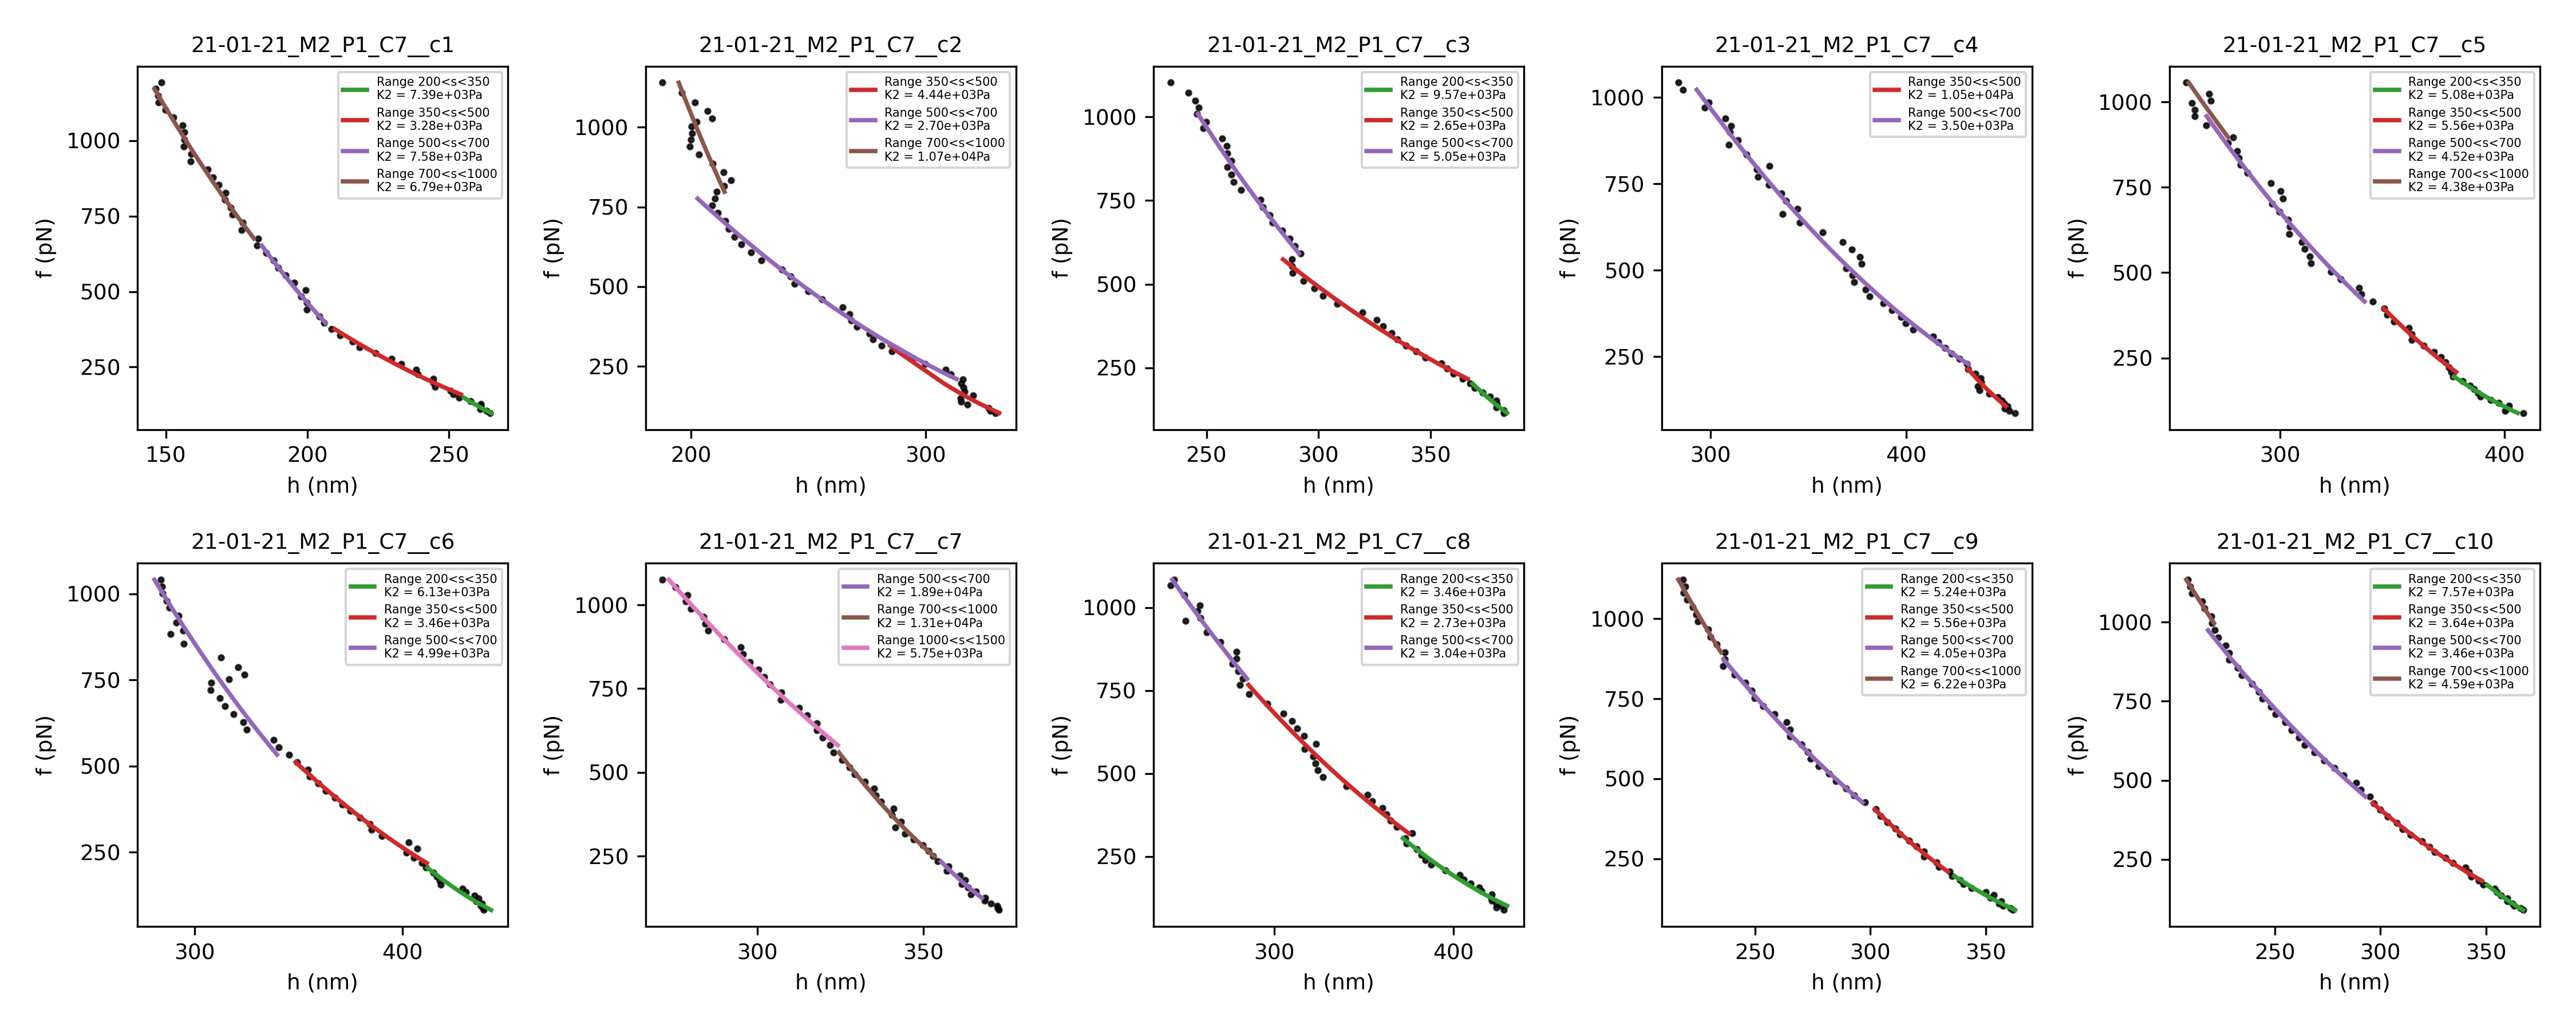 21-01-21_M2_P1_C7__c1
Range 200<s<350
K2 = 7.39e+03Pa
Range 350<s<500
K2 = 3.28e+03Pa
Range 500<s<700
K2 = 7.58e+03Pa
Range 700<s<1000
K2 = 6.79e+03Pa
1000
750
500
250
f (pN)
150 200 250
h (nm)
21-01-21_M2_P1_C7__c2
Range 350<s<500
K2 = 4.44e+03Pa
Range 500<s<700
K2 = 2.70e+03Pa
Range 700<s<1000
K2 = 1.07e+04Pa
1000
750
500
250
f (pN)
200 300
h (nm)
21-01-21_M2_P1_C7__c3
Range 200<s<350
K2 = 9.57e+03Pa
Range 350<s<500
K2 = 2.65e+03Pa
Range 500<s<700
K2 = 5.05e+03Pa
1000
750
500
250
f (pN)
250 300 350
h (nm)
21-01-21_M2_P1_C7__c4
Range 350<s<500
K2 = 1.05e+04Pa
Range 500<s<700
K2 = 3.50e+03Pa
1000
750
500
250
f (pN)
300 400
h (nm)
21-01-21_M2_P1_C7__c5
Range 200<s<350
K2 = 5.08e+03Pa
Range 350<s<500
K2 = 5.56e+03Pa
Range 500<s<700
K2 = 4.52e+03Pa
Range 700<s<1000
K2 = 4.38e+03Pa
1000
750
500
250
f (pN)
300 400
h (nm)
21-01-21_M2_P1_C7__c6
Range 200<s<350
K2 = 6.13e+03Pa
Range 350<s<500
K2 = 3.46e+03Pa
Range 500<s<700
K2 = 4.99e+03Pa
1000
750
500
250
f (pN)
300 400
h (nm)
21-01-21_M2_P1_C7__c7
Range 500<s<700
K2 = 1.89e+04Pa
Range 700<s<1000
K2 = 1.31e+04Pa
Range 1000<s<1500
K2 = 5.75e+03Pa
1000
750
500
250
f (pN)
300 350
h (nm)
21-01-21_M2_P1_C7__c8
Range 200<s<350
K2 = 3.46e+03Pa
Range 350<s<500
K2 = 2.73e+03Pa
Range 500<s<700
K2 = 3.04e+03Pa
1000
750
500
250
f (pN)
300 400
h (nm)
21-01-21_M2_P1_C7__c9
Range 200<s<350
K2 = 5.24e+03Pa
Range 350<s<500
K2 = 5.56e+03Pa
Range 500<s<700
K2 = 4.05e+03Pa
Range 700<s<1000
K2 = 6.22e+03Pa
1000
750
500
250
f (pN)
250 300 350
h (nm)
21-01-21_M2_P1_C7__c10
Range 200<s<350
K2 = 7.57e+03Pa
Range 350<s<500
K2 = 3.64e+03Pa
Range 500<s<700
K2 = 3.46e+03Pa
Range 700<s<1000
K2 = 4.59e+03Pa
1000
750
500
250
f (pN)
250 300 350
h (nm)